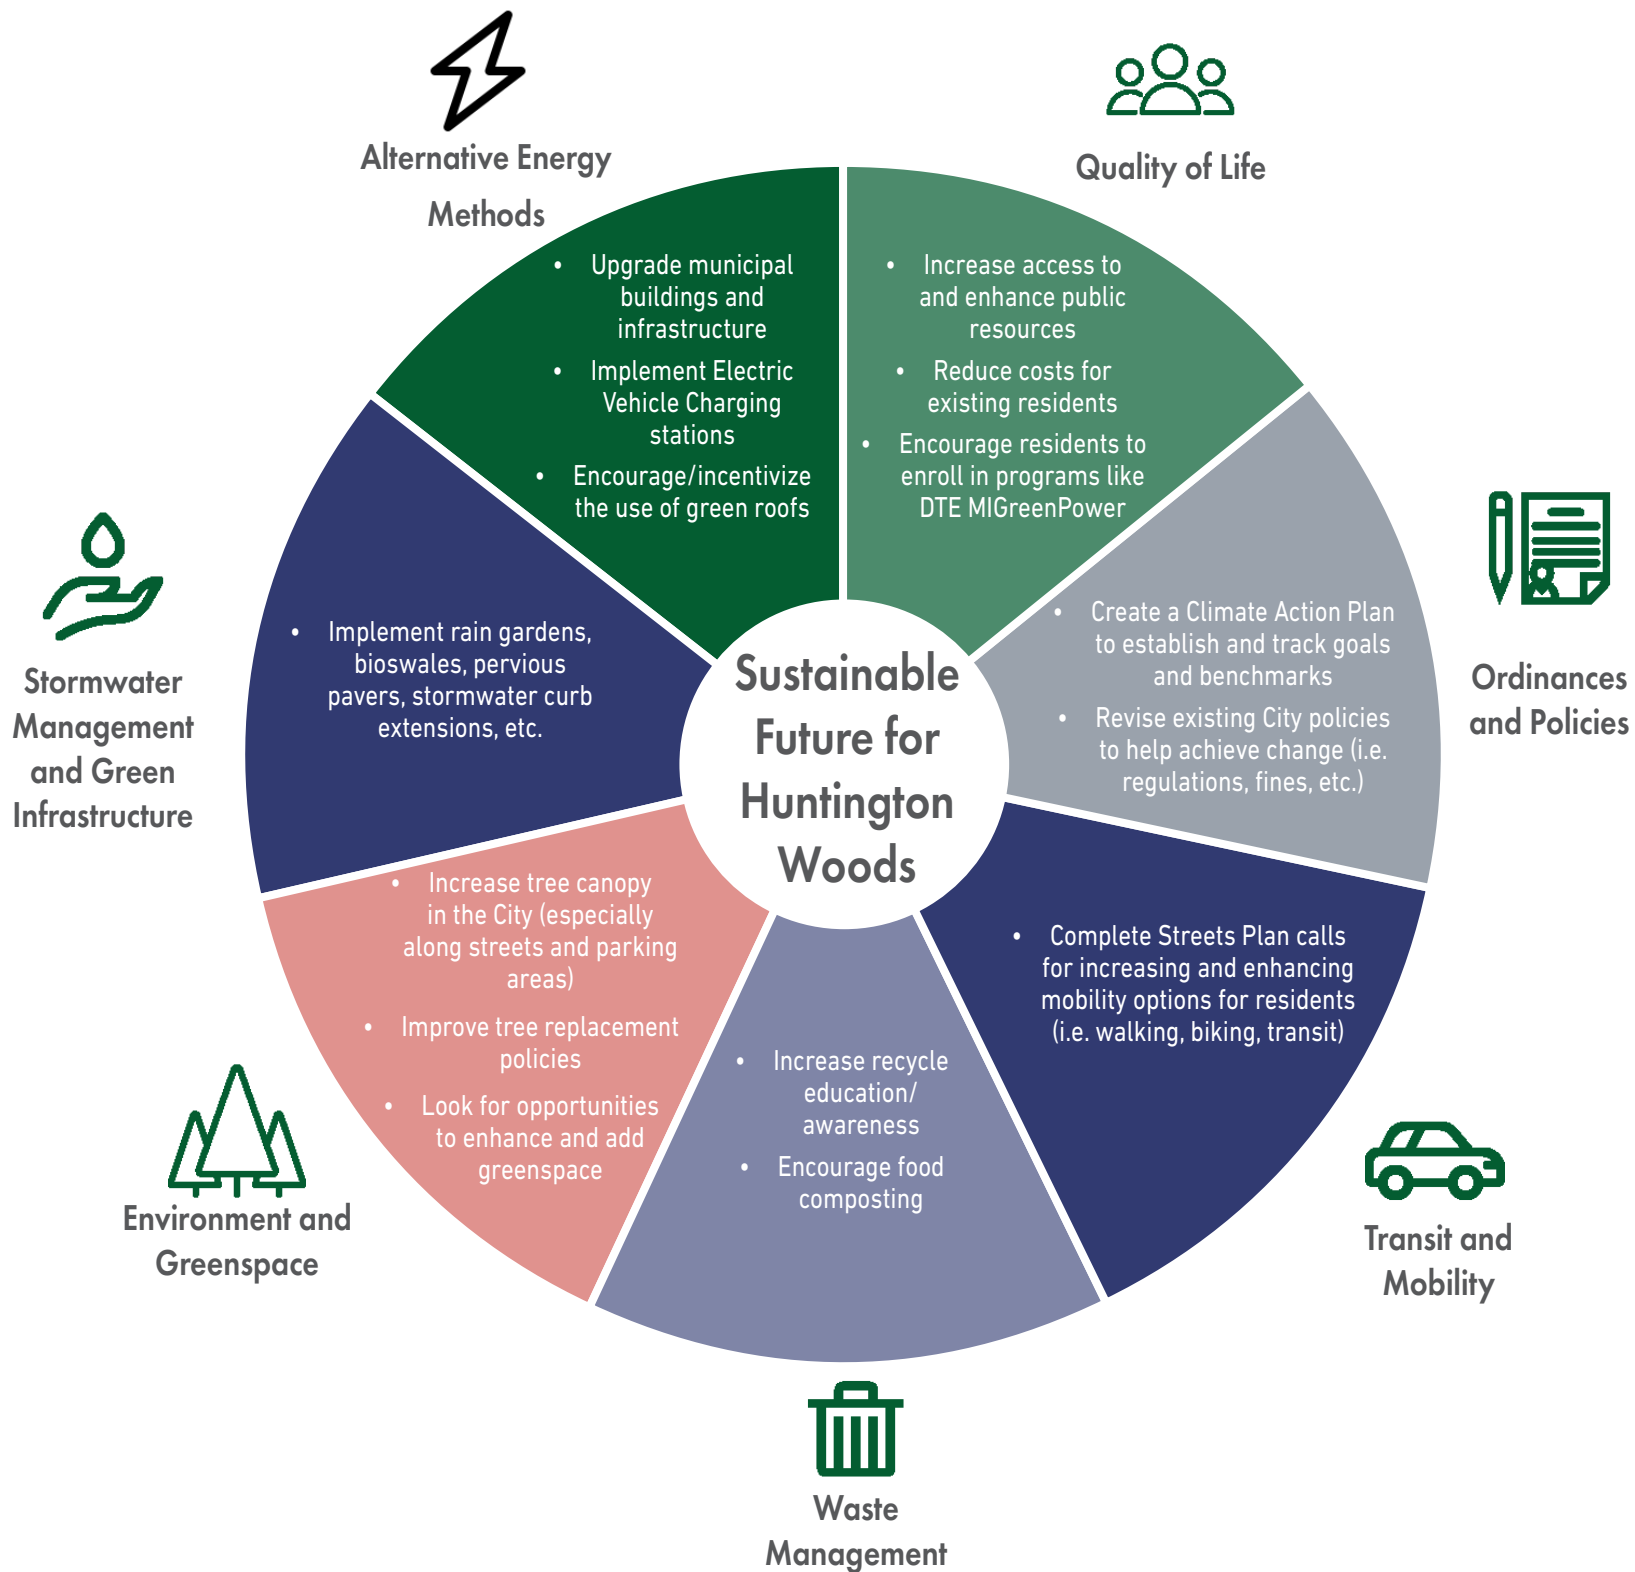 Alternative Energy
Methods
• Upgrade municipal
buildings and
infrastructure
• Implement Electric
Vehicle Charging
stations
• Encourage/incentivize
the use of green roofs
Quality of Life
• Increase access to
and enhance public
resources
• Reduce costs for
existing residents
• Encourage residents to
enroll in programs like
DTE MIGreenPower
Ordinances
and Policies
• Create a Climate Action Plan
to establish and track goals
and benchmarks
• Revise existing City policies
to help achieve change (i.e.
regulations, fines, etc.)
Transit and
Mobility
• Complete Streets Plan calls
for increasing and enhancing
mobility options for residents
(i.e. walking, biking, transit)
Waste
Management
• Increase recycle
education/
awareness
• Encourage food
composting
Environment and
Greenspace
• Increase tree canopy
in the City (especially
along streets and parking
areas)
• Improve tree replacement
policies
• Look for opportunities
to enhance and add
greenspace
Stormwater
Management
and Green
Infrastructure
• Implement rain gardens,
bioswales, pervious
pavers, stormwater curb
extensions, etc.
Sustainable
Future for
Huntington
Woods